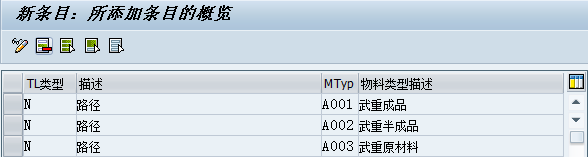 新条目: 所添加条目的概览
TL类型 描述 MTyp 物料类型描述
N 路径 A001 武重成品
N 路径 A002 武重半成品
N 路径 A003 武重原材料